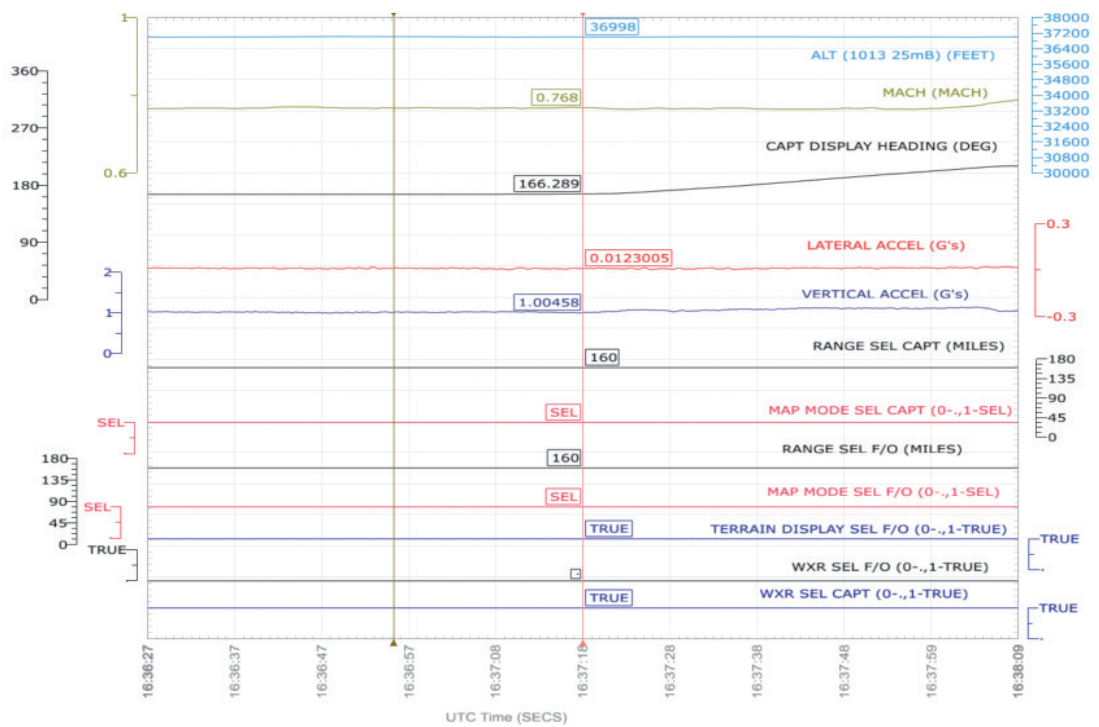 1
36998
38000
37200
ALT (1013 25mB) (FEET)
36400
35600
34800
34000
33200
32400
31600
30800
30000
360
270
180
90
0
0.768
MACH (MACH)
0.6
CAPT DISPLAY HEADING (DEG)
166.289
0.3
LATERAL ACCEL (G's)
0.0123005
-0.3
2
1
0
VERTICAL ACCEL (G's)
1.00458
RANGE SEL CAPT (MILES)
160
180
135
90
45
0
SEL
SEL
MAP MODE SEL CAPT (0-.,1-SEL)
RANGE SEL F/O (MILES)
160
180
135
90
45
0
SEL
SEL
MAP MODE SEL F/O (0-.,1-SEL)
TRUE
TERRAIN DISPLAY SEL F/O (0-.,1-TRUE)
TRUE
.
TRUE
.
WXR SEL F/O (0-.,1-TRUE)
TRUE
WXR SEL CAPT (0-.,1-TRUE)
TRUE
.
16:36:27
16:36:37
16:36:47
16:36:57
16:37:08
16:37:18
16:37:28
16:37:38
16:37:48
16:37:59
16:38:09
UTC Time (SECS)